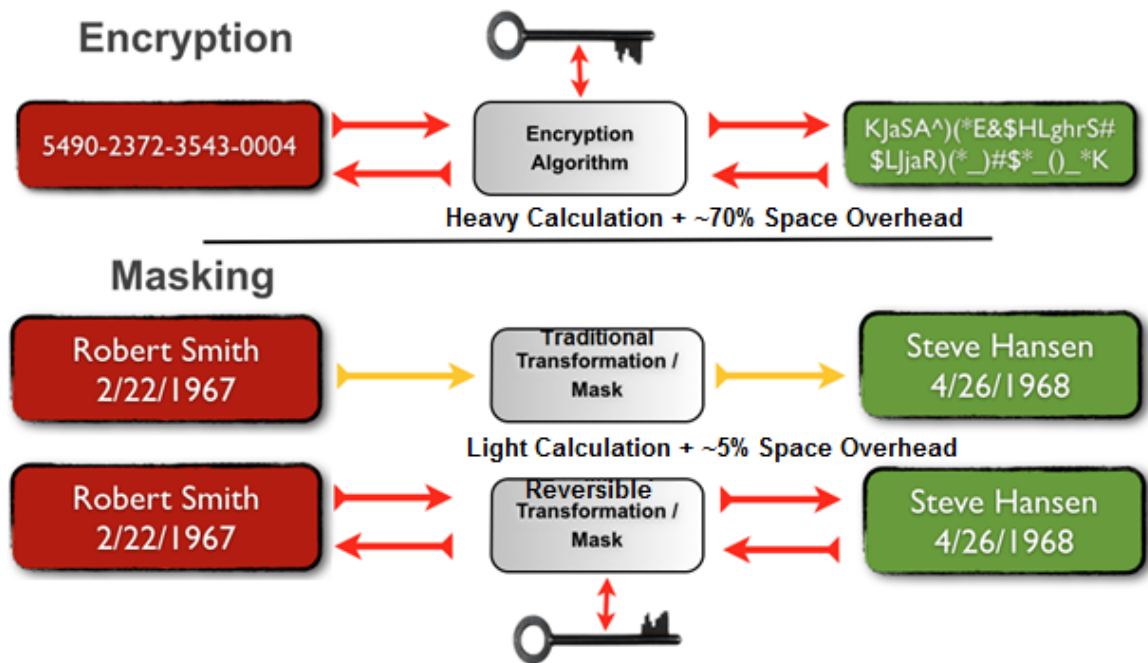 Encryption
5490-2372-3543-0004
Encryption
Algorithm
KJaSA^)(*E&$HLghrS#
$LJjaR)(*_)#$*_()_*K
Heavy Calculation + ~70% Space Overhead
Masking
Robert Smith
2/22/1967
Traditional
Transformation /
Mask
Steve Hansen
4/26/1968
Light Calculation + ~5% Space Overhead
Robert Smith
2/22/1967
Reversible
Transformation /
Mask
Steve Hansen
4/26/1968